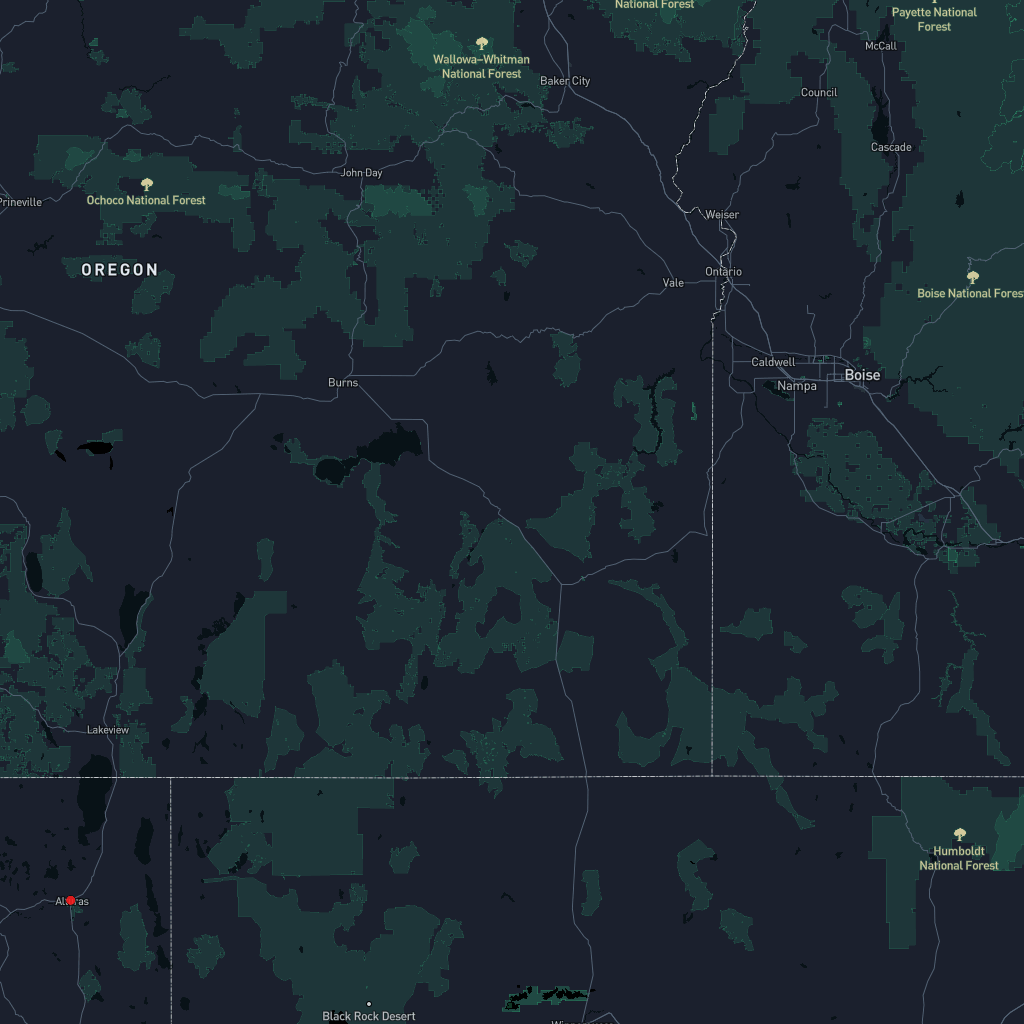 National Forest
Payette National
Forest
McCall
Wallowa–Whitman
National Forest
Baker City
Council
Cascade
John Day
Ochoco National Forest
Prineville
Weiser
OREGON
Ontario
Vale
Boise National Forest
Caldwell
Boise
Nampa
Burns
Lakeview
Humboldt
National Forest
Alturas
Black Rock Desert